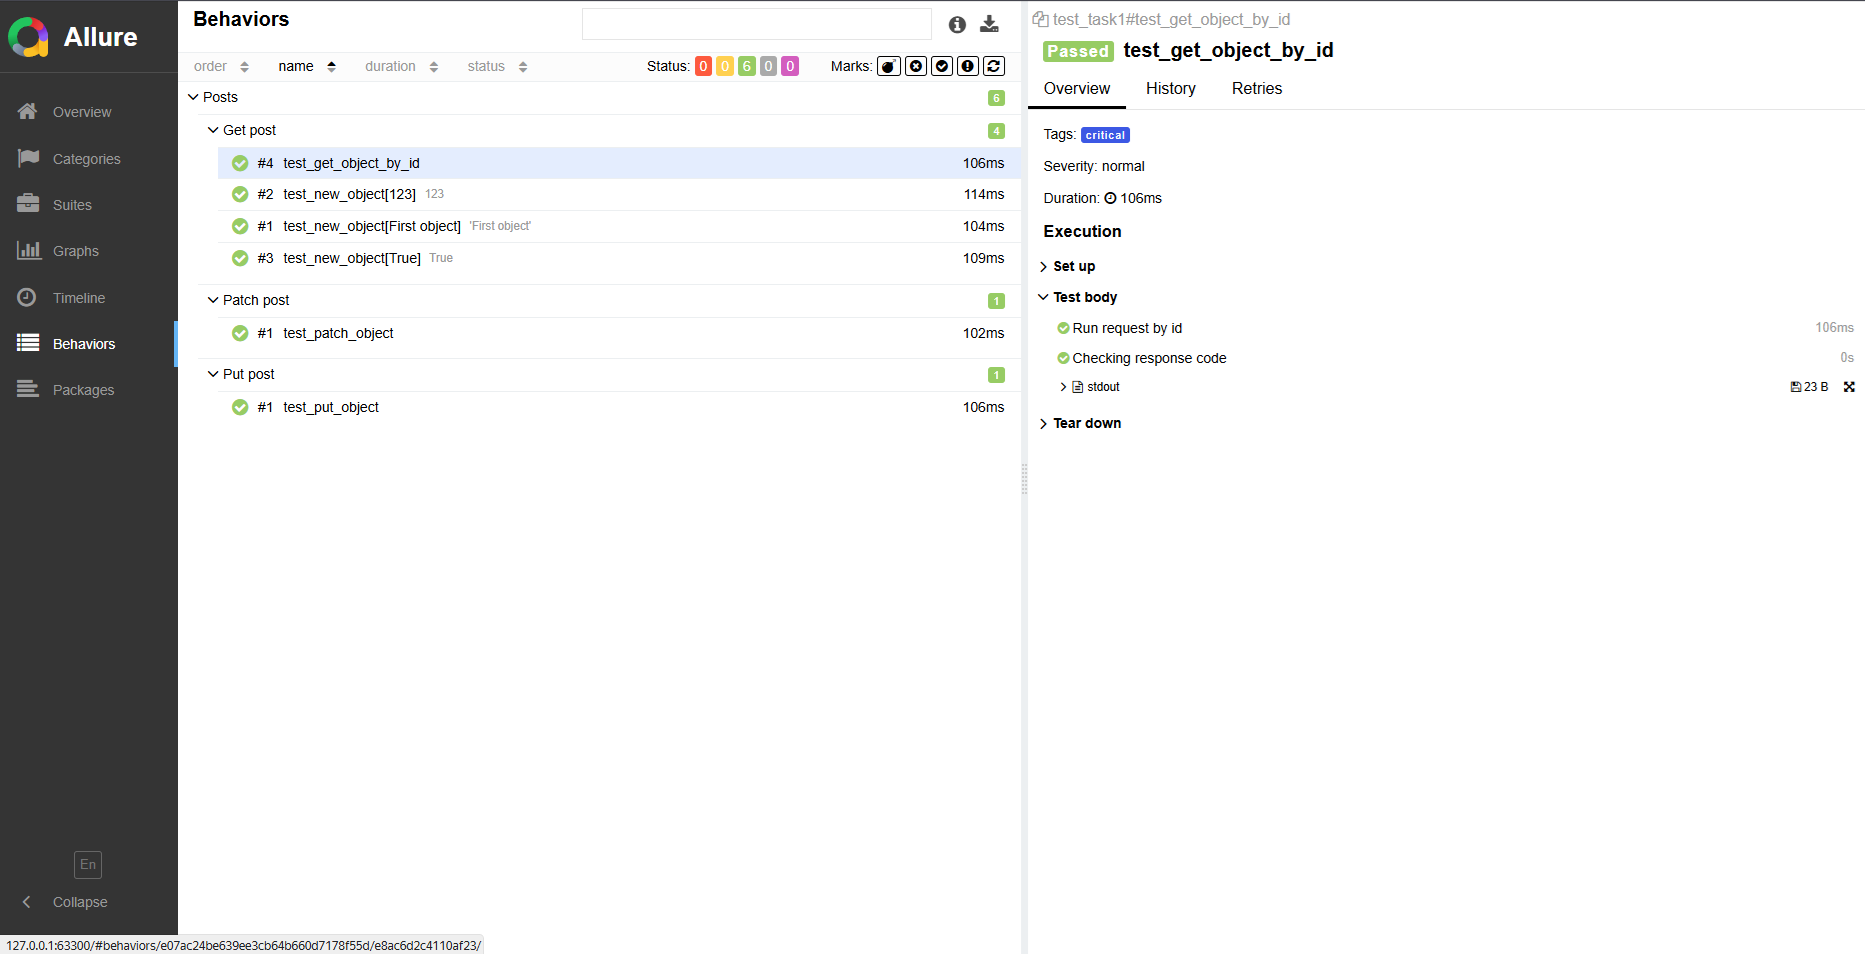 Allure
Overview
Categories
Suites
Graphs
Timeline
Behaviors
Packages
En
Collapse
127.0.0.1:63300/#behaviors/e07ac24be639ee3cb64b660d7178f55d/e8ac6d2c4110af23/
Behaviors
order name duration status Status: 0 0 6 0 0 Marks:
Posts 6
Get post 4
#4 test_get_object_by_id 106ms
#2 test_new_object[123] 123 114ms
#1 test_new_object[First object] 'First object' 104ms
#3 test_new_object[True] True 109ms
Patch post 1
#1 test_patch_object 102ms
Put post 1
#1 test_put_object 106ms
test_task1#test_get_object_by_id
Passed test_get_object_by_id
Overview History Retries
Tags: critical
Severity: normal
Duration: 106ms
Execution
Set up
Test body
Run request by id 106ms
Checking response code 0s
stdout 23 B
Tear down